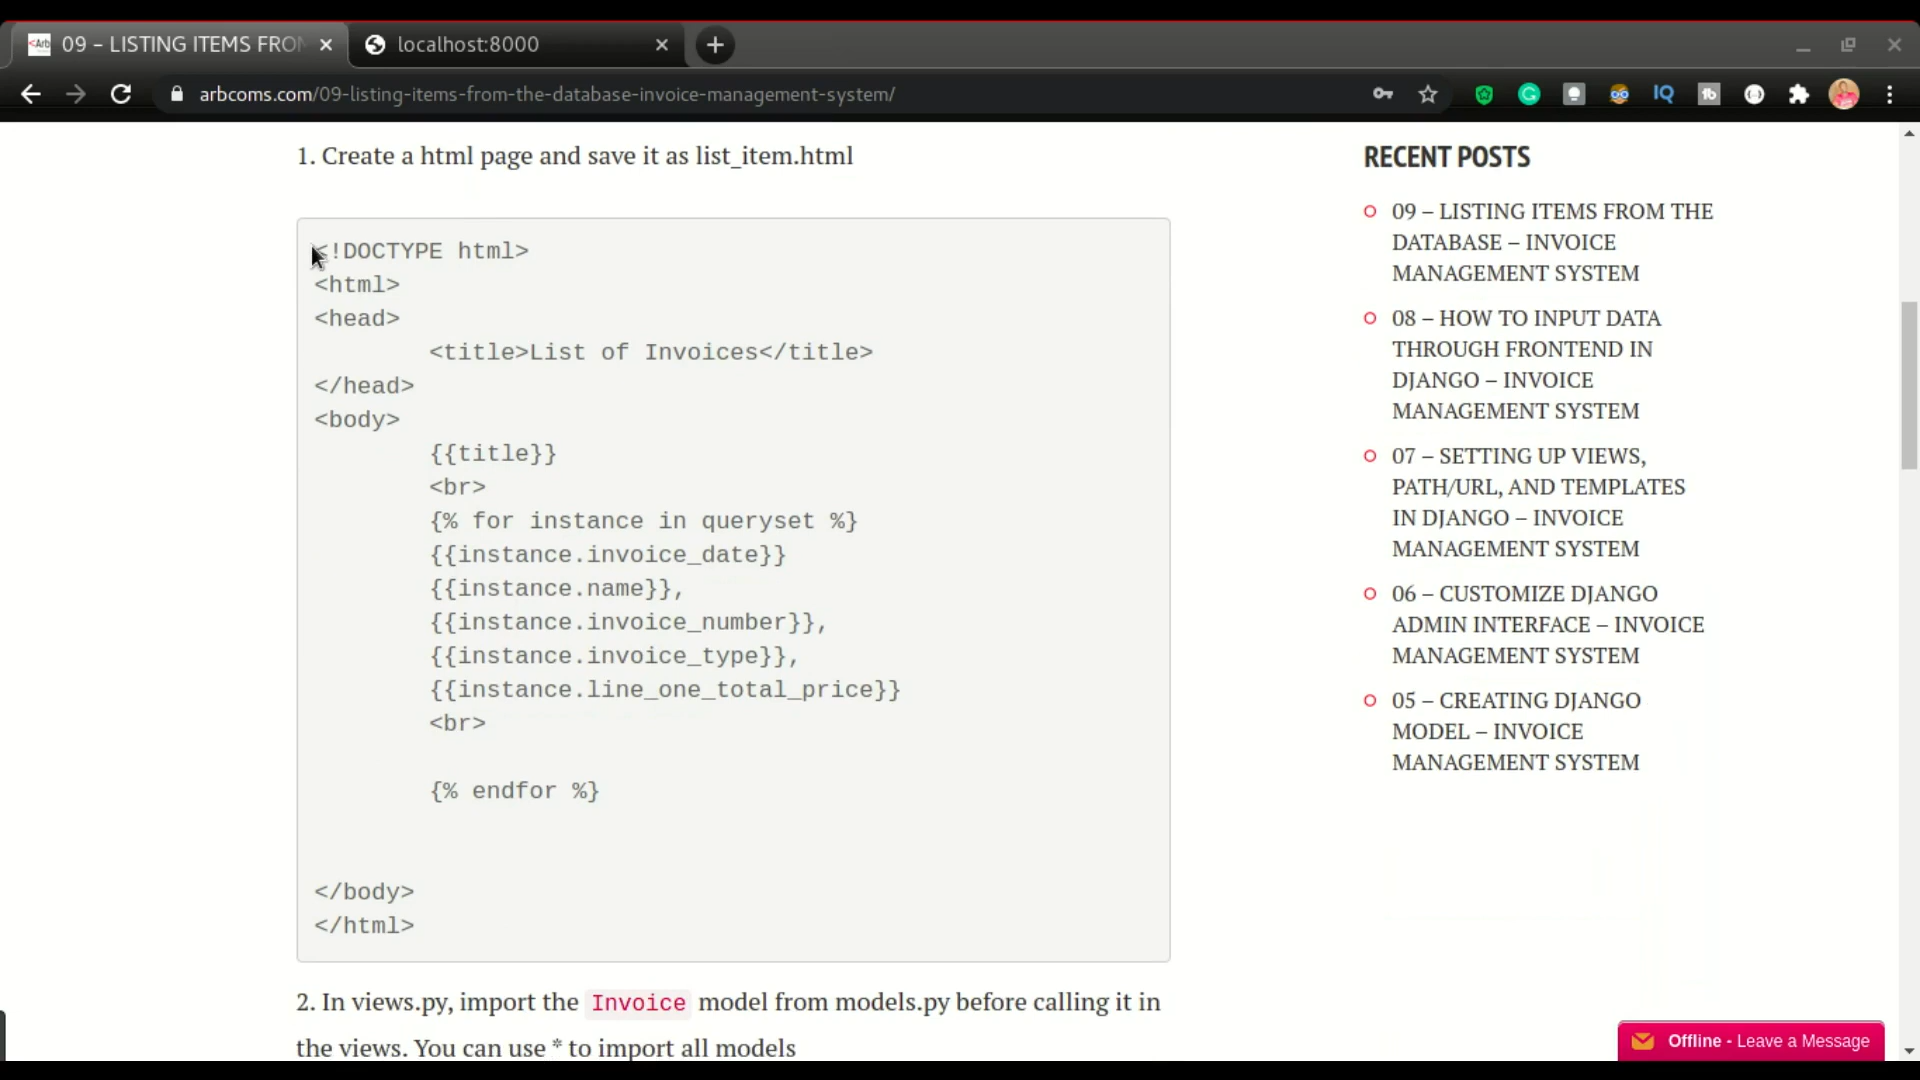 09 – LISTING ITEMS FRO
localhost:8000
arbcoms.com/09-listing-items-from-the-database-invoice-management-system/
1. Create a html page and save it as list_item.html
<!DOCTYPE html>
<html>
<head>
<title>List of Invoices</title>
</head>
<body>
{{title}}
<br>
{% for instance in queryset %}
{{instance.invoice_date}}
{{instance.name}},
{{instance.invoice_number}},
{{instance.invoice_type}},
{{instance.line_one_total_price}}
<br>
{% endfor %}
</body>
</html>
2. In views.py, import the Invoice model from models.py before calling it in
the views. You can use * to import all models
RECENT POSTS
09 – LISTING ITEMS FROM THE
DATABASE – INVOICE
MANAGEMENT SYSTEM
08 – HOW TO INPUT DATA
THROUGH FRONTEND IN
DJANGO – INVOICE
MANAGEMENT SYSTEM
07 – SETTING UP VIEWS,
PATH/URL, AND TEMPLATES
IN DJANGO – INVOICE
MANAGEMENT SYSTEM
06 – CUSTOMIZE DJANGO
ADMIN INTERFACE – INVOICE
MANAGEMENT SYSTEM
05 – CREATING DJANGO
MODEL – INVOICE
MANAGEMENT SYSTEM
Offline - Leave a Message